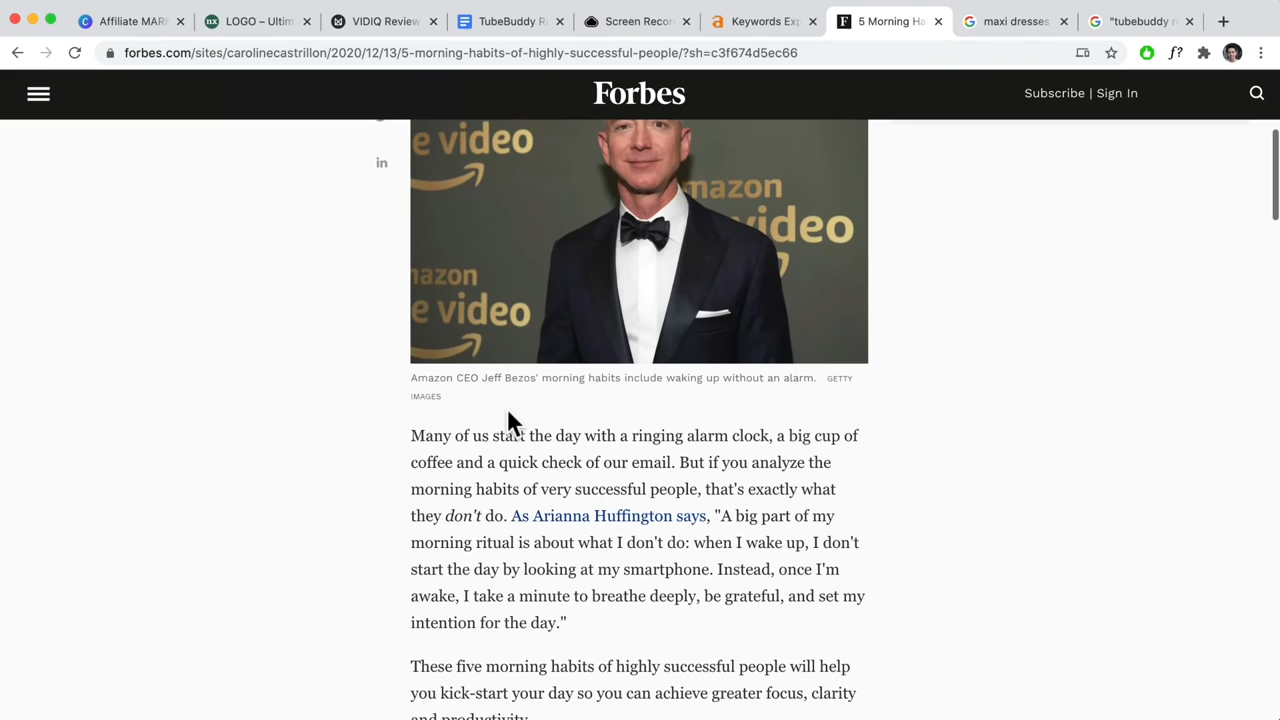 Affiliate MAR
LOGO – Ultim
VIDIQ Review
TubeBuddy R
Screen Recor
Keywords Exp
5 Morning Ha
maxi dresses
"tubebuddy r
forbes.com/sites/carolinecastrillon/2020/12/13/5-morning-habits-of-highly-successful-people/?sh=c3f674d5ec66
f?
Forbes
Subscribe | Sign In
in
e video
mazon
video
mazon
e video
Amazon CEO Jeff Bezos' morning habits include waking up without an alarm. GETTY
IMAGES
Many of us start the day with a ringing alarm clock, a big cup of
coffee and a quick check of our email. But if you analyze the
morning habits of very successful people, that's exactly what
they don't do. As Arianna Huffington says, "A big part of my
morning ritual is about what I don't do: when I wake up, I don't
start the day by looking at my smartphone. Instead, once I'm
awake, I take a minute to breathe deeply, be grateful, and set my
intention for the day."
These five morning habits of highly successful people will help
you kick-start your day so you can achieve greater focus, clarity
and productivity.